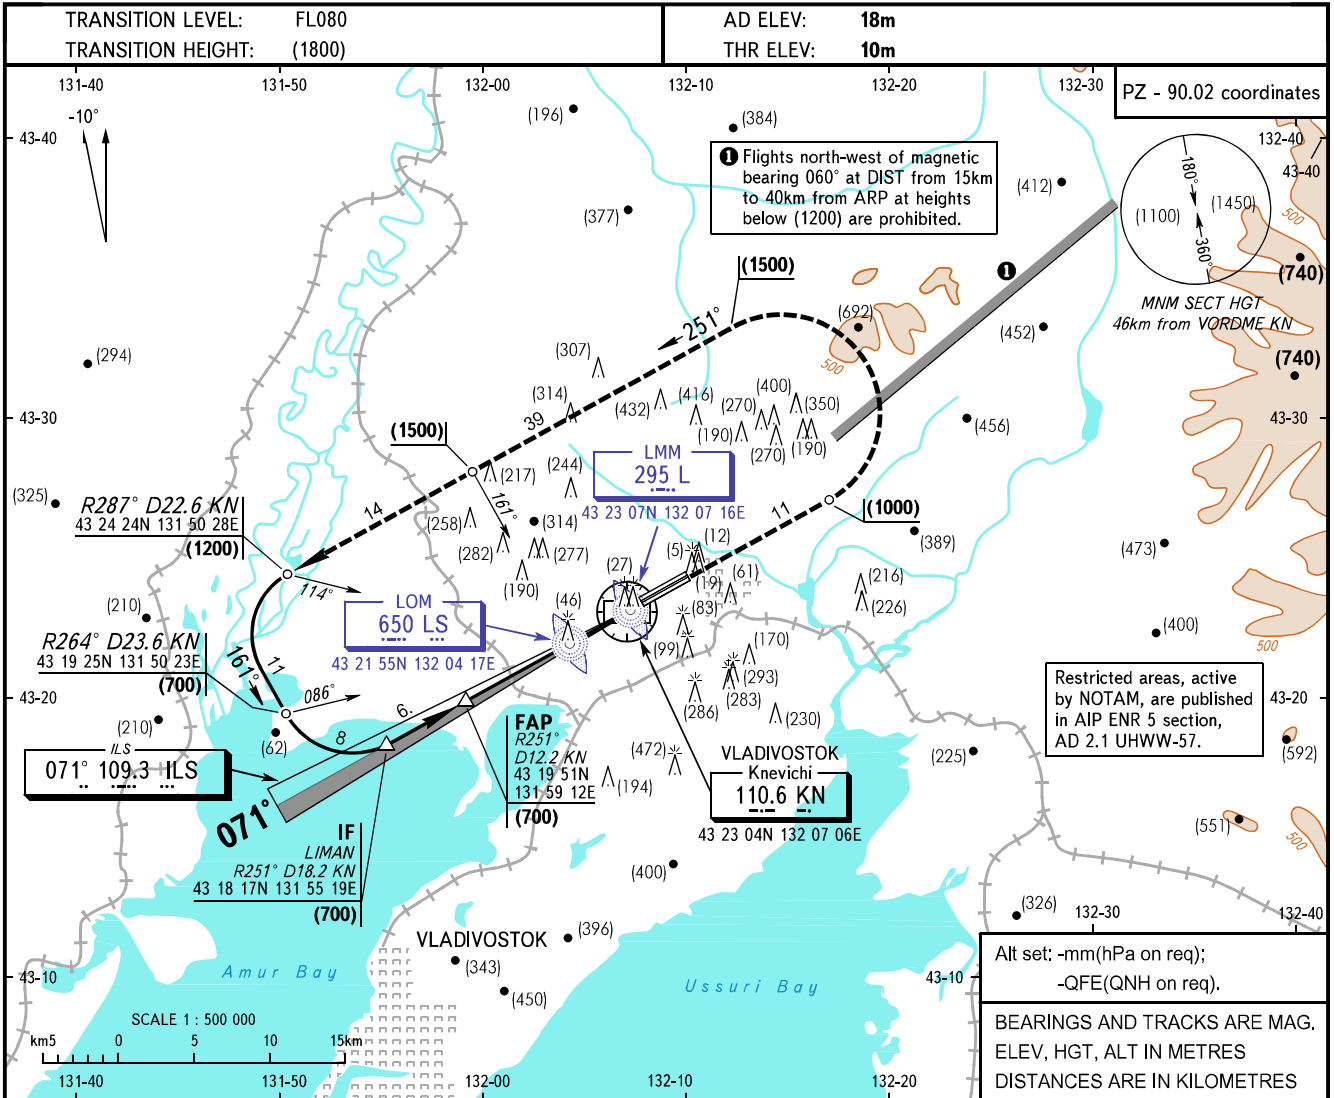 TRANSITION LEVEL: FL080
TRANSITION HEIGHT: (1800)
AD ELEV: 18m
THR ELEV: 10m
131-40
131-50
132-00
132-10
132-20
132-30
PZ - 90.02 coordinates
-10°
43-40
(196)
(384)
132-40
43-40
❶ Flights north-west of magnetic
bearing 060° at DIST from 15km
to 40km from ARP at heights
below (1200) are prohibited.
(412)
180°
(1100)
(1450)
360°
500
(377)
(740)
MNM SECT HGT
46km from VORDME KN
(1500)
❶
251°
(692)
(452)
500
(740)
(294)
(307)
(314)
(432)
(416)
(400)
(270)
(350)
(190)
(270)
(190)
43-30
43-30
(456)
39
(1500)
LMM
295 L
43 23 07N 132 07 16E
(217)
(244)
161°
(325)
R287° D22.6 KN
43 24 24N 131 50 28E
(1200)
14
(258)
(314)
(282)
(277)
(190)
11
(1000)
(389)
(473)
(12)
(5)
(27)
(19)
(61)
(216)
(226)
114°
LOM
650 LS
43 21 55N 132 04 17E
(46)
(83)
(210)
(400)
500
R264° D23.6 KN
43 19 25N 131 50 23E
(700)
11
161°
086°
(99)
(170)
(293)
(283)
(286)
(230)
Restricted areas, active
by NOTAM, are published
in AIP ENR 5 section,
AD 2.1 UHWW-57.
43-20
43-20
(210)
(62)
8
6.
FAP
R251°
D12.2 KN
43 19 51N
131 59 12E
(700)
(472)
(194)
(225)
(592)
ILS
071° 109.3 ILS
071°
VLADIVOSTOK
Knevichi
110.6 KN
43 23 04N 132 07 06E
(551)
500
IF
LIMAN
R251° D18.2 KN
43 18 17N 131 55 19E
(700)
(400)
(326)
132-30
132-40
VLADIVOSTOK
(396)
(343)
(450)
43-10
43-10
Amur Bay
Ussuri Bay
Alt set: -mm(hPa on req);
-QFE(QNH on req).
SCALE 1 : 500 000
km5 0 5 10 15km
BEARINGS AND TRACKS ARE MAG.
ELEV, HGT, ALT IN METRES
DISTANCES ARE IN KILOMETRES
131-40
131-50
132-00
132-10
132-20